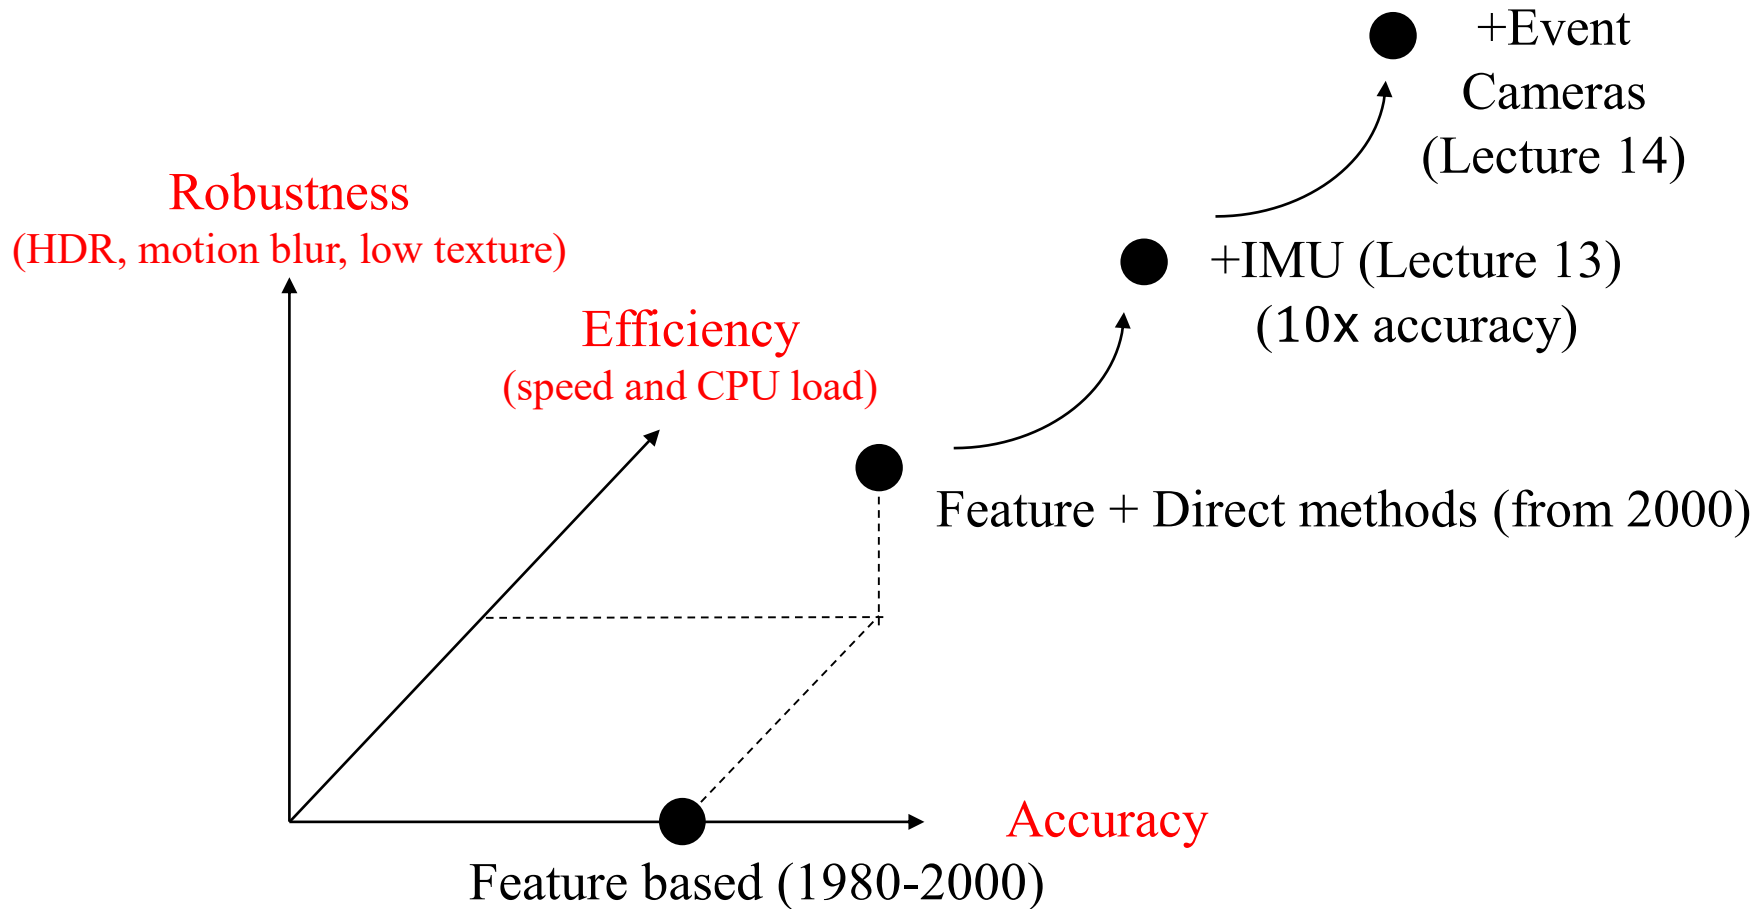 +Event
Cameras
(Lecture 14)
Robustness
(HDR, motion blur, low texture)
+IMU (Lecture 13)
(10x accuracy)
Efficiency
(speed and CPU load)
Feature + Direct methods (from 2000)
Accuracy
Feature based (1980-2000)